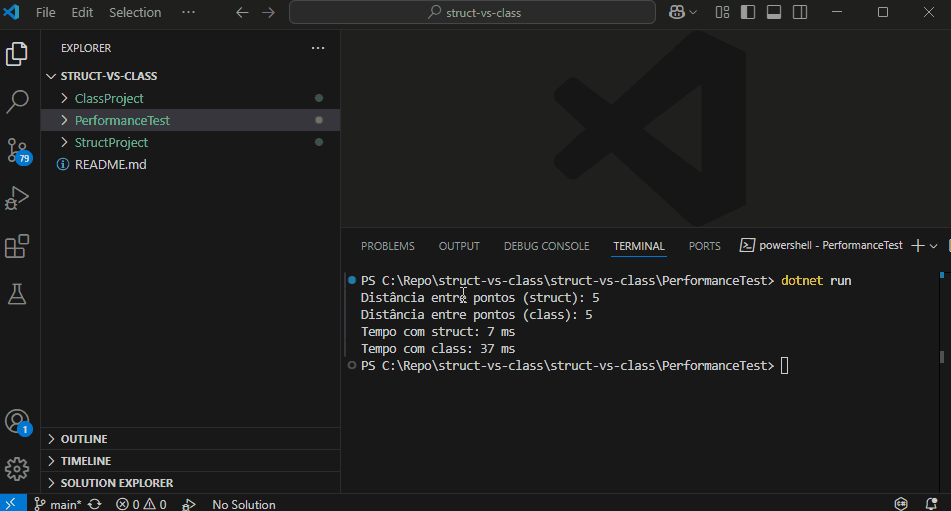 File Edit Selection ··· struct-vs-class
EXPLORER ···
STRUCT-VS-CLASS
ClassProject
PerformanceTest
StructProject
README.md
79
1
OUTLINE
TIMELINE
SOLUTION EXPLORER
PROBLEMS OUTPUT DEBUG CONSOLE TERMINAL PORTS powershell - PerformanceTest
PS C:\Repo\struct-vs-class\struct-vs-class\PerformanceTest> dotnet run
Distância entre pontos (struct): 5
Distância entre pontos (class): 5
Tempo com struct: 7 ms
Tempo com class: 37 ms
PS C:\Repo\struct-vs-class\struct-vs-class\PerformanceTest>
main* 0 0 No Solution